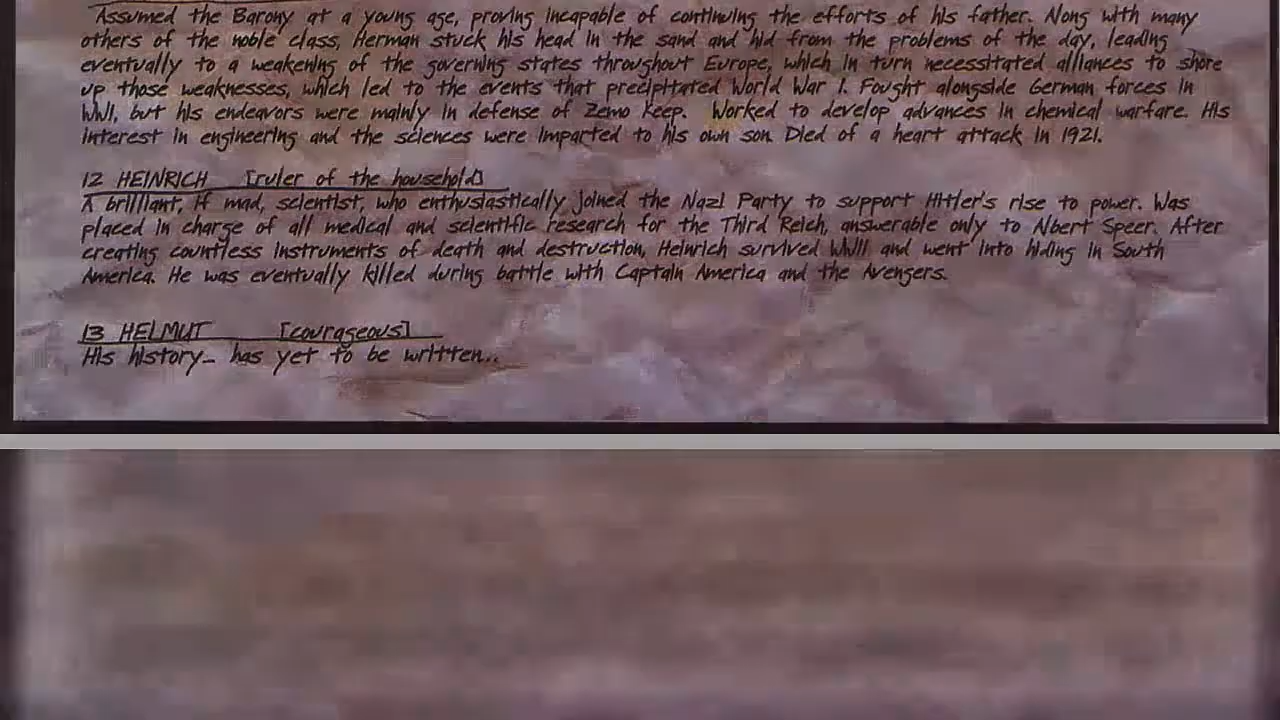 Assumed the Barony at a young age, proving incapable of continuing the efforts of his father. Along with many
others of the noble class, Herman stuck his head in the sand and hid from the problems of the day, leading
eventually to a weakening of the governing states throughout Europe, which in turn necessitated alliances to shore
up those weaknesses, which led to the events that precipitated World War I. Fought alongside German forces in
WWI, but his endeavors were mainly in defense of Zemo Keep. Worked to develop advances in chemical warfare. His
interest in engineering and the sciences were imparted to his own son. Died of a heart attack in 1921.
12 HEINRICH [ruler of the household]
A brilliant, if mad, scientist, who enthusiastically joined the Nazi Party to support Hitler's rise to power. Was
placed in charge of all medical and scientific research for the Third Reich, answerable only to Albert Speer. After
creating countless instruments of death and destruction, Heinrich survived WWII and went into hiding in South
America. He was eventually killed during battle with Captain America and the Avengers.
13 HELMUT [courageous]
His history... has yet to be written...